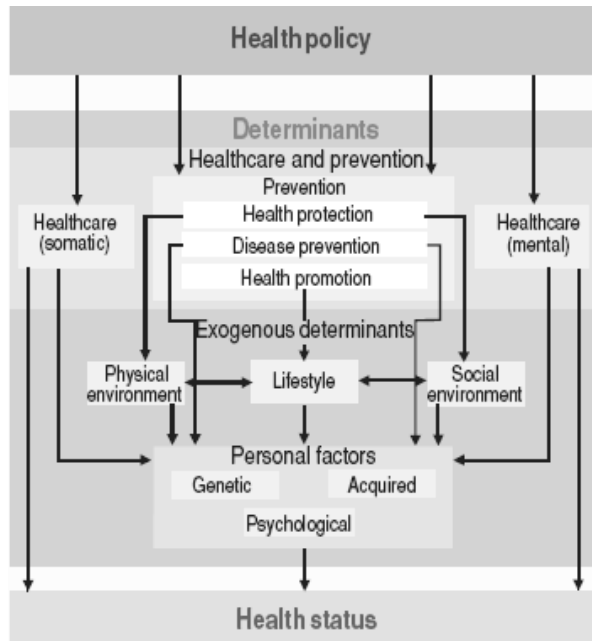 Health policy
Determinants
Healthcare and prevention
Prevention
Healthcare
(somatic)
Health protection
Disease prevention
Health promotion
Healthcare
(mental)
Exogenous determinants
Physical
environment
Lifestyle
Social
environment
Personal factors
Genetic
Acquired
Psychological
Health status